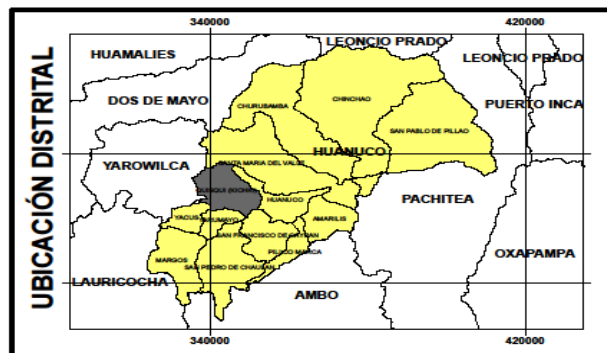 340000 420000
UBICACIÓN DISTRITAL
HUAMALIES
LEONCIO PRADO
LEONCIO PRADO
DOS DE MAYO
CHURUBAMBA
CHINCHAO
PUERTO INCA
SAN PABLO DE PILLAO
HUANUCO
YAROWILCA
SANTA MARIA DEL VALLE
HUANUCO
PACHITEA
YACUS
AMARILIS
SAN FRANCISCO DE CAYRAN
OXAPAMPA
MARGOS
PILLCO MARCA
SAN PEDRO DE CHAULAN
LAURICOCHA
AMBO
340000 420000